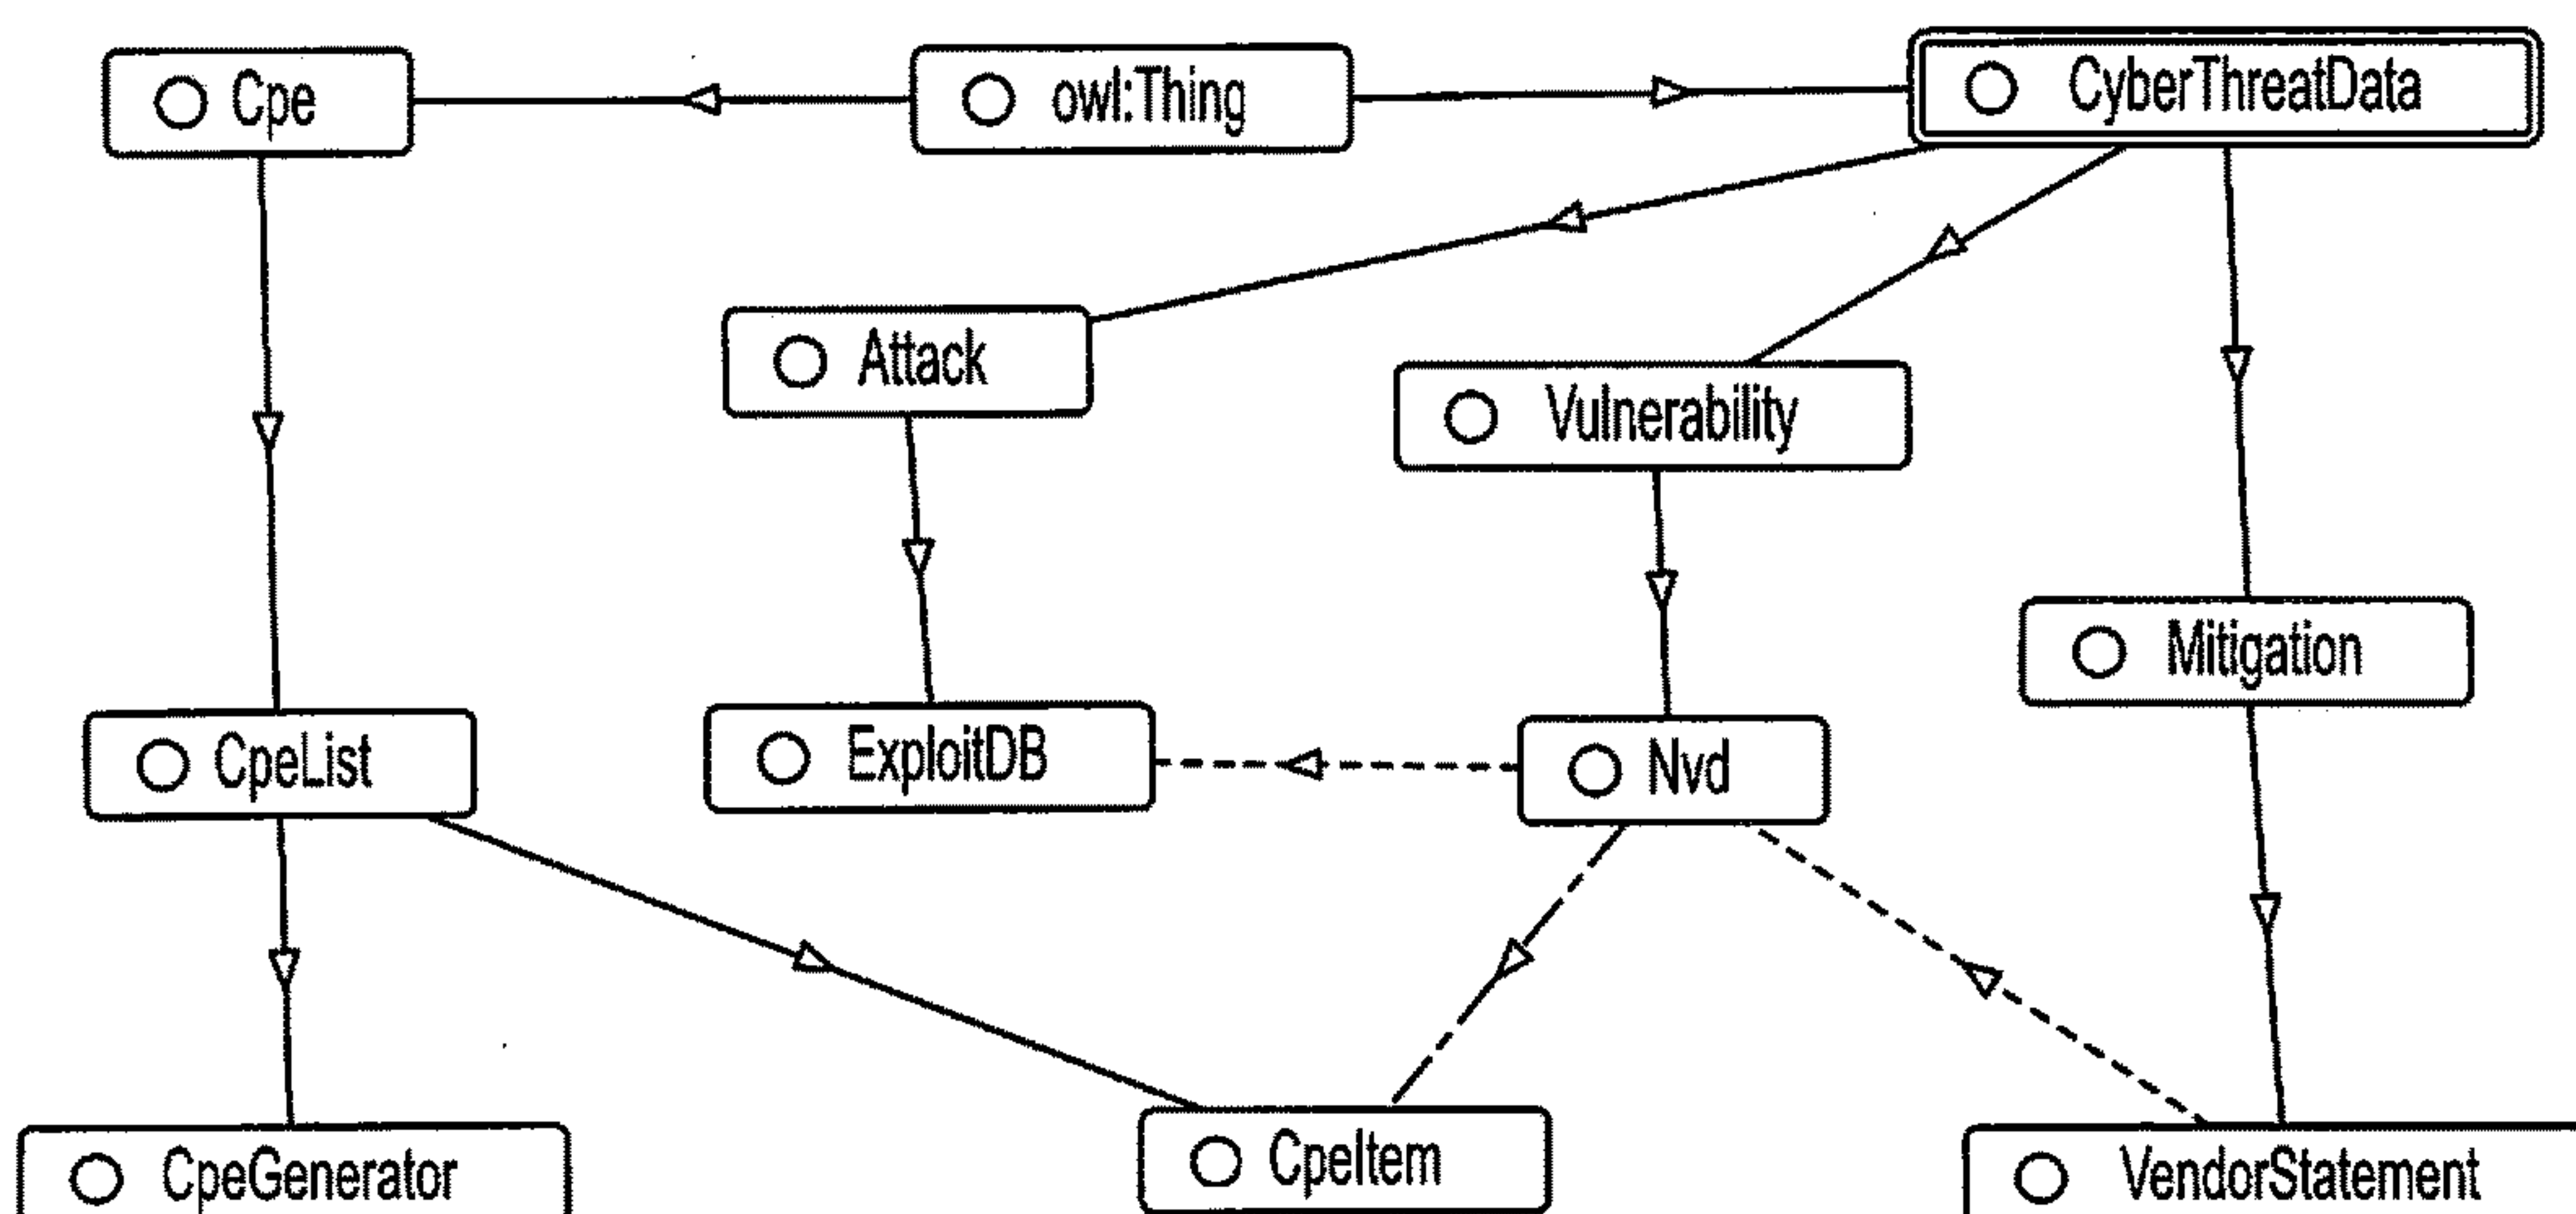 Cpe
owl:Thing
CyberThreatData
Attack
Vulnerability
Mitigation
CpeList
ExploitDB
Nvd
CpeGenerator
CpeItem
VendorStatement